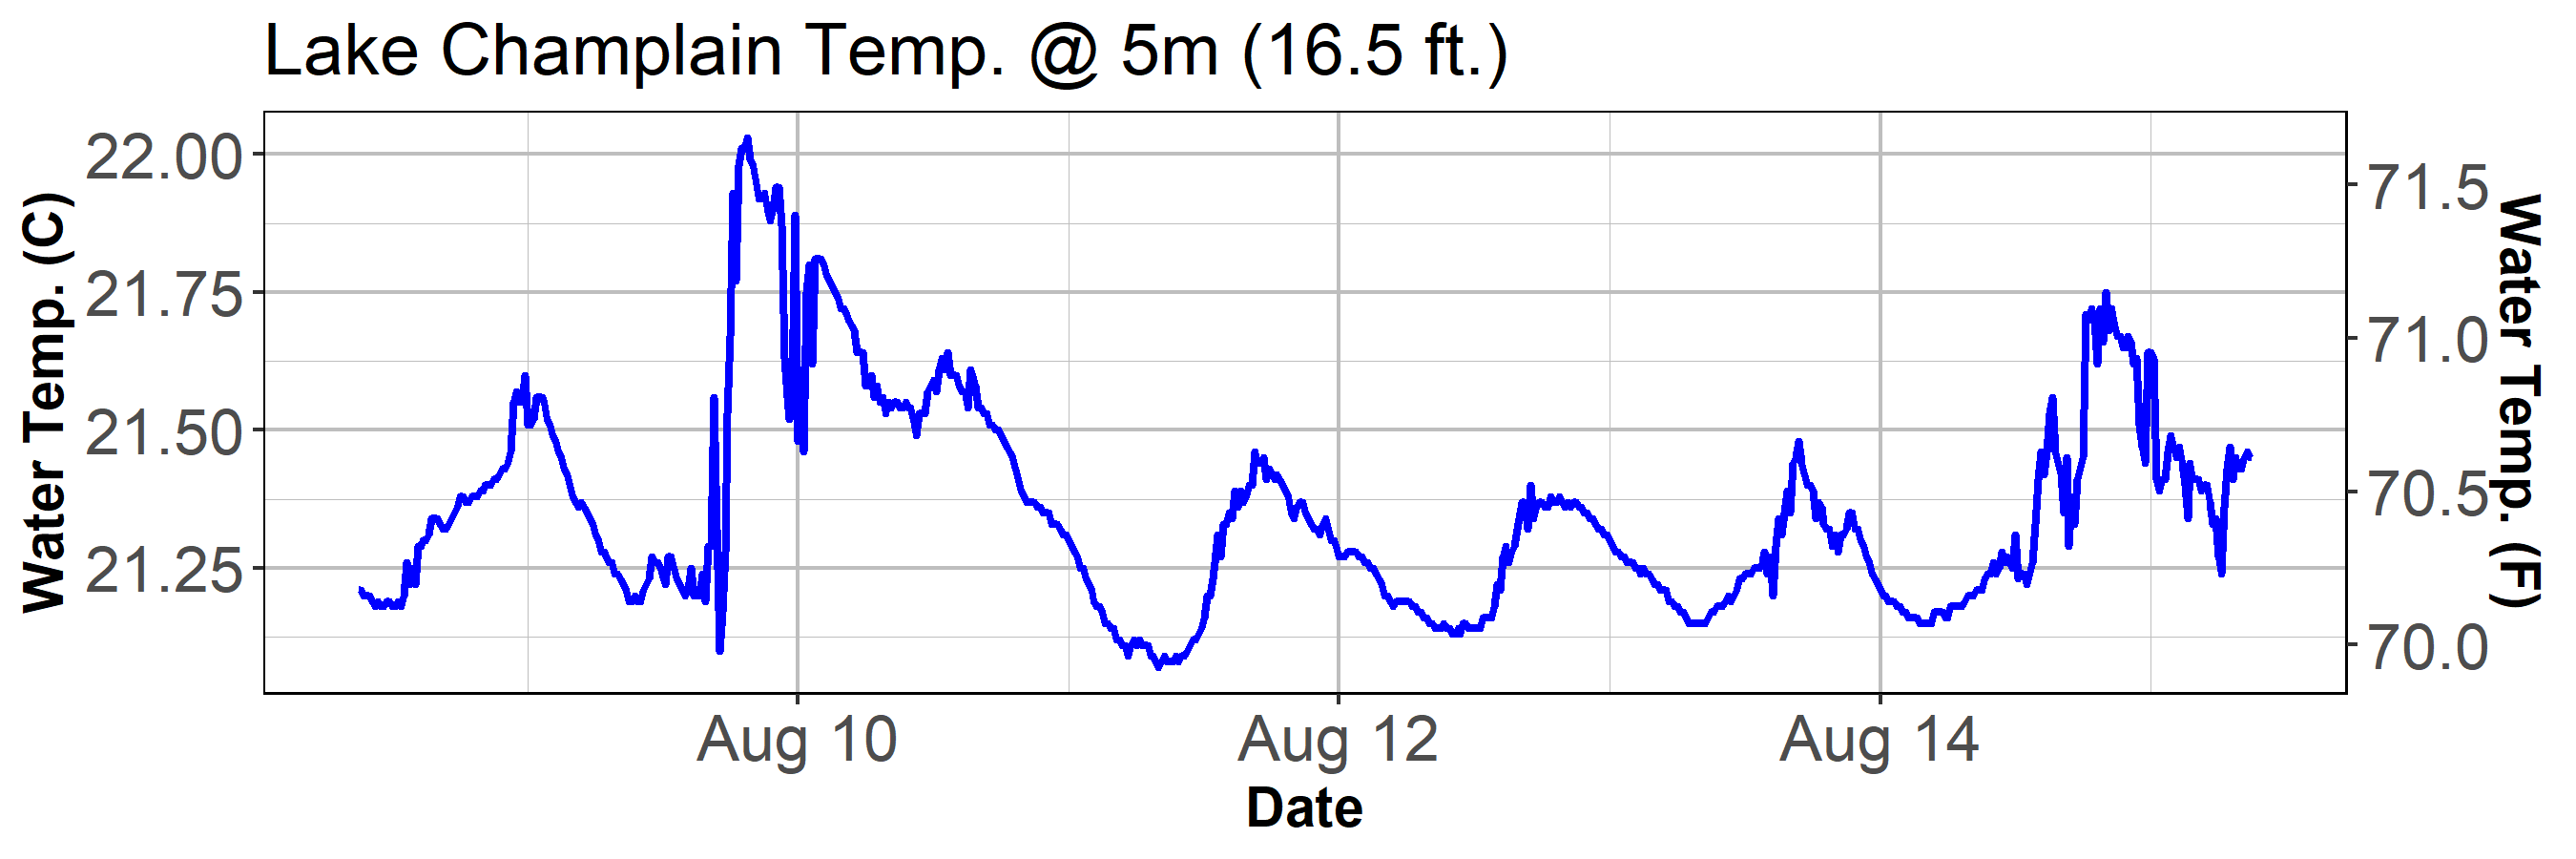 Lake Champlain Temp. @ 5m (16.5 ft.)
Water Temp. (C)
22.00
21.75
21.50
21.25
71.5
71.0
70.5
70.0
Water Temp. (F)
Aug 10 Aug 12 Aug 14
Date